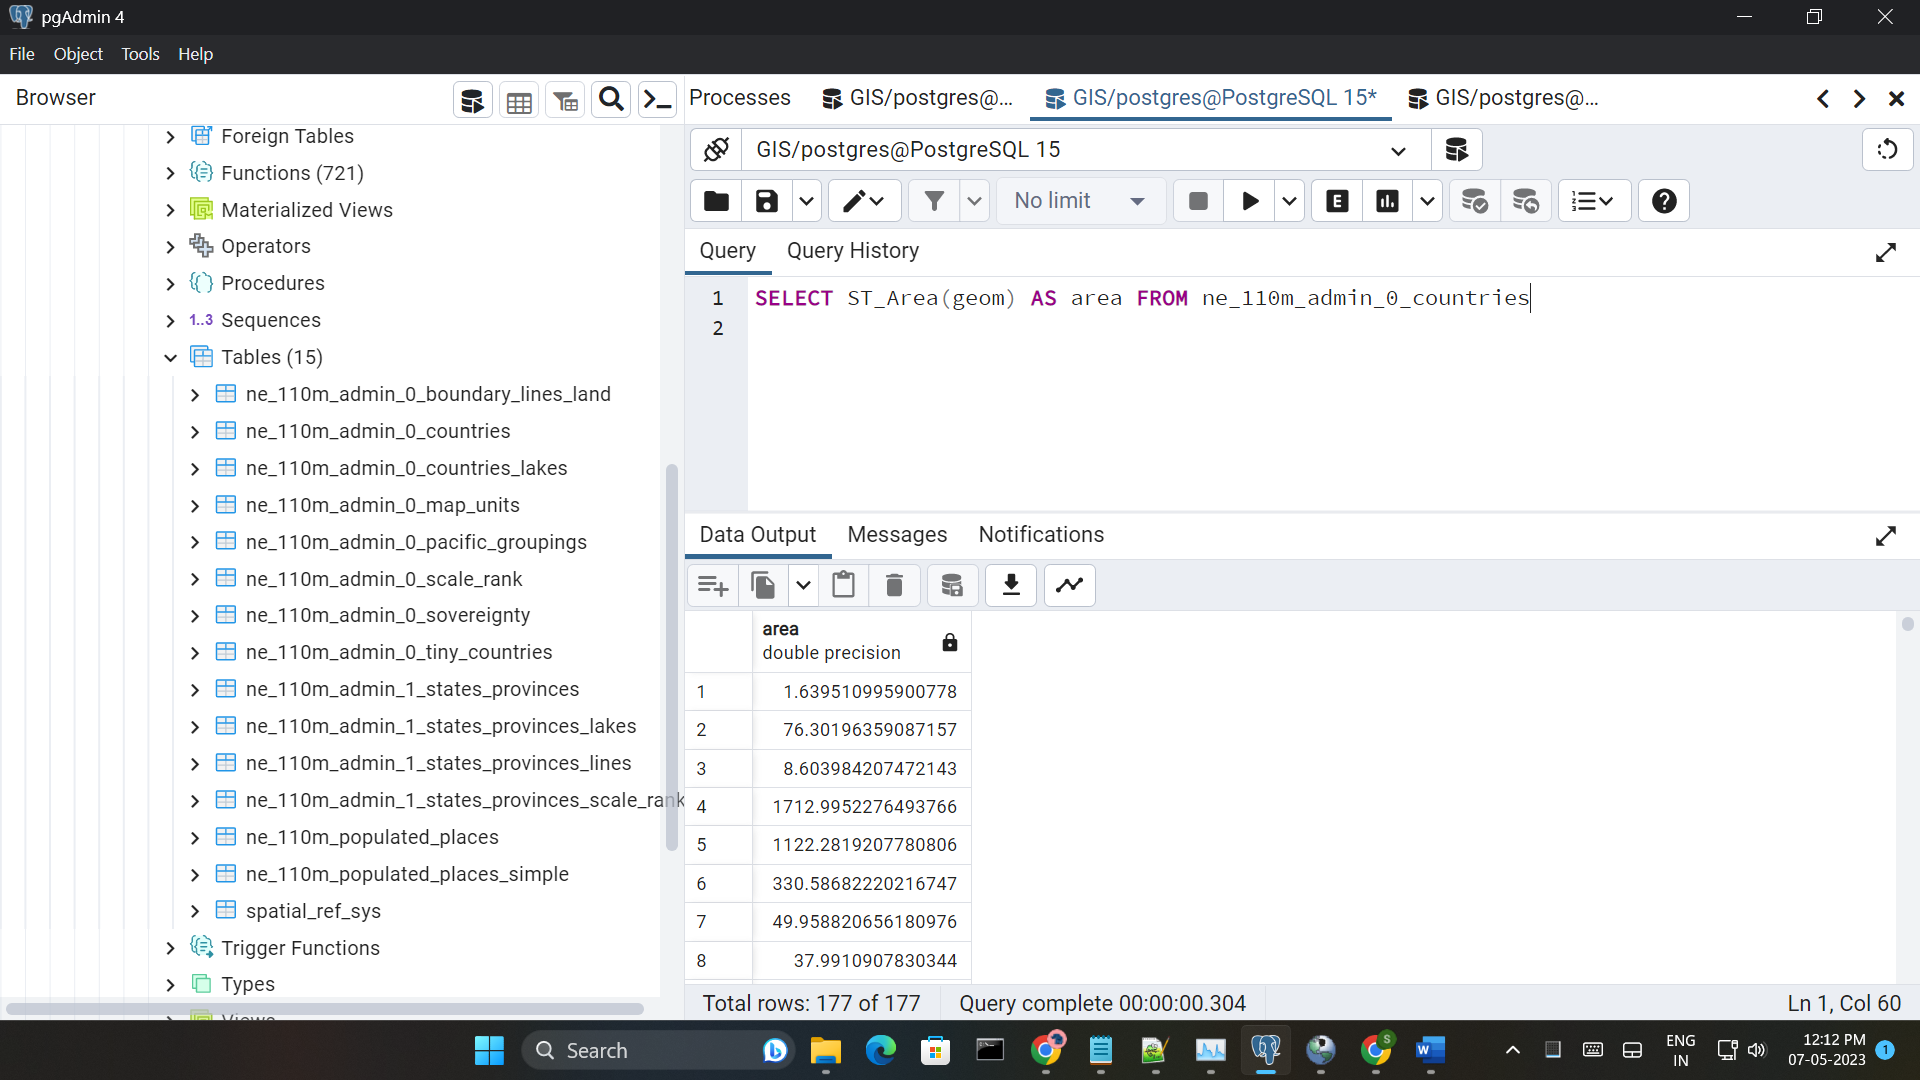 pgAdmin 4
File Object Tools Help
Browser
Foreign Tables
Functions (721)
Materialized Views
Operators
Procedures
1..3 Sequences
Tables (15)
ne_110m_admin_0_boundary_lines_land
ne_110m_admin_0_countries
ne_110m_admin_0_countries_lakes
ne_110m_admin_0_map_units
ne_110m_admin_0_pacific_groupings
ne_110m_admin_0_scale_rank
ne_110m_admin_0_sovereignty
ne_110m_admin_0_tiny_countries
ne_110m_admin_1_states_provinces
ne_110m_admin_1_states_provinces_lakes
ne_110m_admin_1_states_provinces_lines
ne_110m_admin_1_states_provinces_scale_rank
ne_110m_populated_places
ne_110m_populated_places_simple
spatial_ref_sys
Trigger Functions
Types
Views
Processes GIS/postgres@... GIS/postgres@PostgreSQL 15* GIS/postgres@...
GIS/postgres@PostgreSQL 15
No limit E
Query Query History
1 SELECT ST_Area(geom) AS area FROM ne_110m_admin_0_countries
2
Data Output Messages Notifications
area
double precision
1 1.639510995900778
2 76.30196359087157
3 8.603984207472143
4 1712.9952276493766
5 1122.2819207780806
6 330.58682220216747
7 49.958820656180976
8 37.9910907830344
Total rows: 177 of 177 Query complete 00:00:00.304 Ln 1, Col 60
Search
ENG
IN
12:12 PM
07-05-2023
1